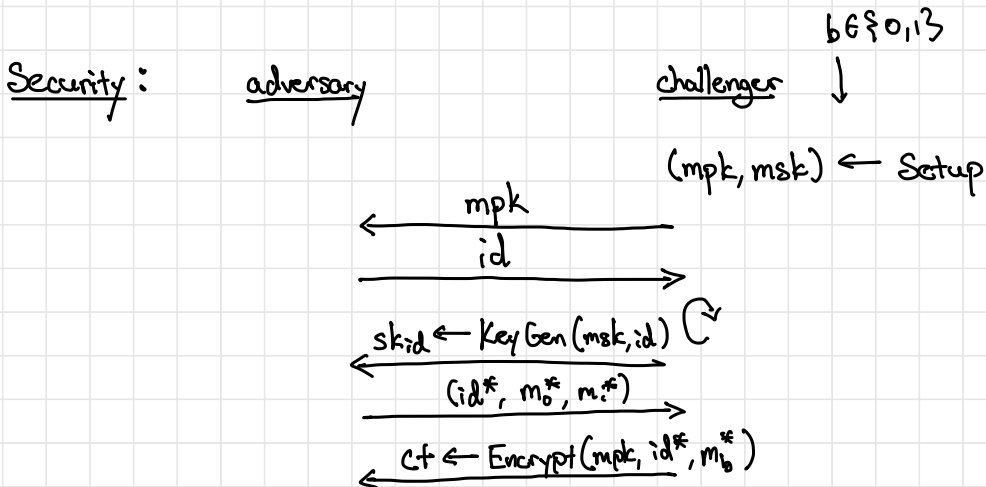 b∈{0,1}
Security: adversary challenger
(mpk, msk) ← Setup
mpk
id
sk_id ← KeyGen(msk, id)
(id*, m₀*, m₁*)
ct ← Encrypt(mpk, id*, m_b*)